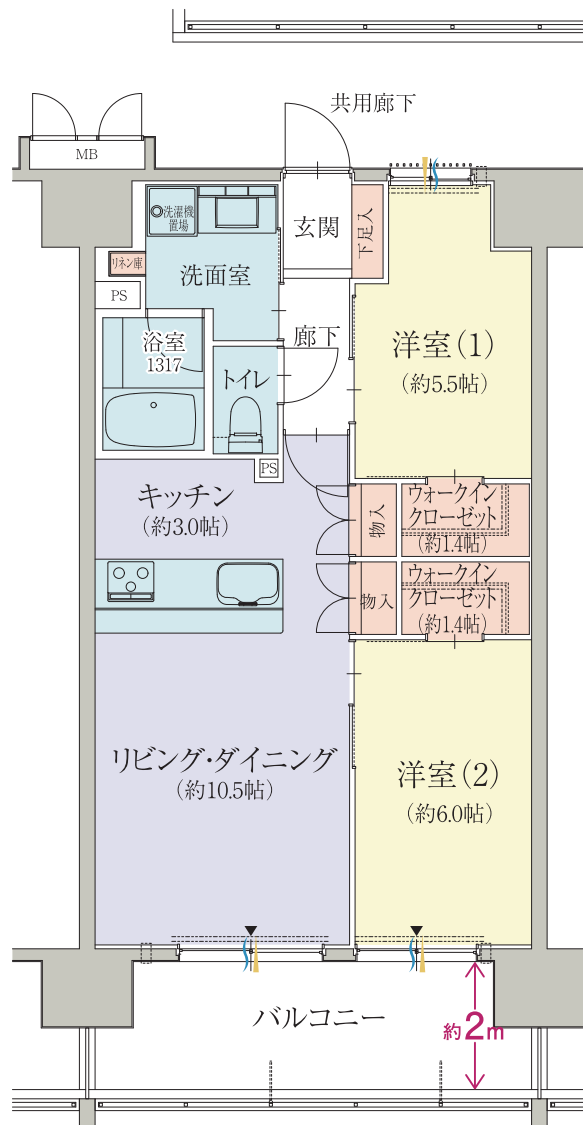 共用廊下
MB
洗濯機
置場
玄関
下足入
リネン庫
洗面室
PS
浴室
1317
トイレ
廊下
洋室(1)
(約5.5帖)
PS
キッチン
(約3.0帖)
物入
ウォークイン
クローゼット
(約1.4帖)
物入
ウォークイン
クローゼット
(約1.4帖)
リビング・ダイニング
(約10.5帖)
洋室(2)
(約6.0帖)
バルコニー
約2m